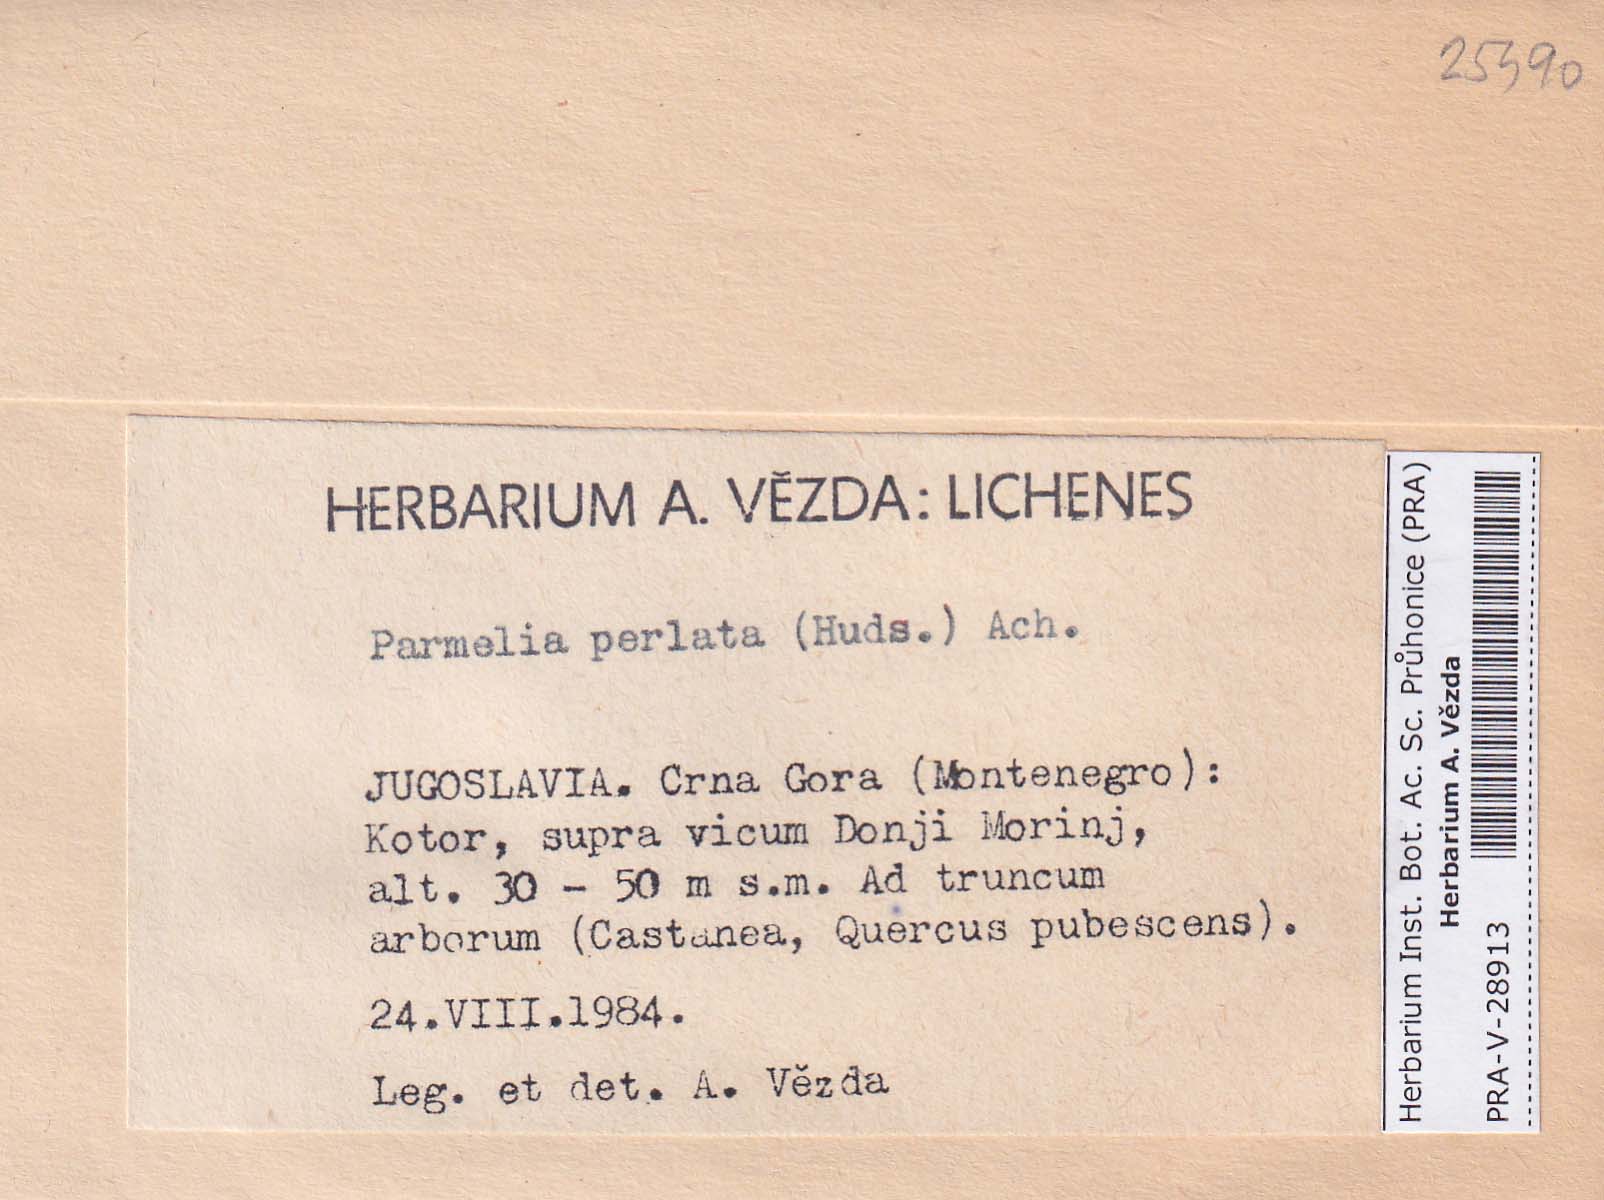 25490
HERBARIUM A. VĚZDA: LICHENES
Parmelia perlata (Huds.) Ach.
JUGOSLAVIA. Crna Gora (Montenegro):
Kotor, supra vicum Donji Morinj,
alt. 30 - 50 m s.m. Ad truncum
arborum (Castanea, Quercus pubescens).
24.VIII.1984.
Leg. et det. A. Vězda
Herbarium Inst. Bot. Ac. Sc. Průhonice (PRA)
Herbarium A. Vězda
PRA-V-28913